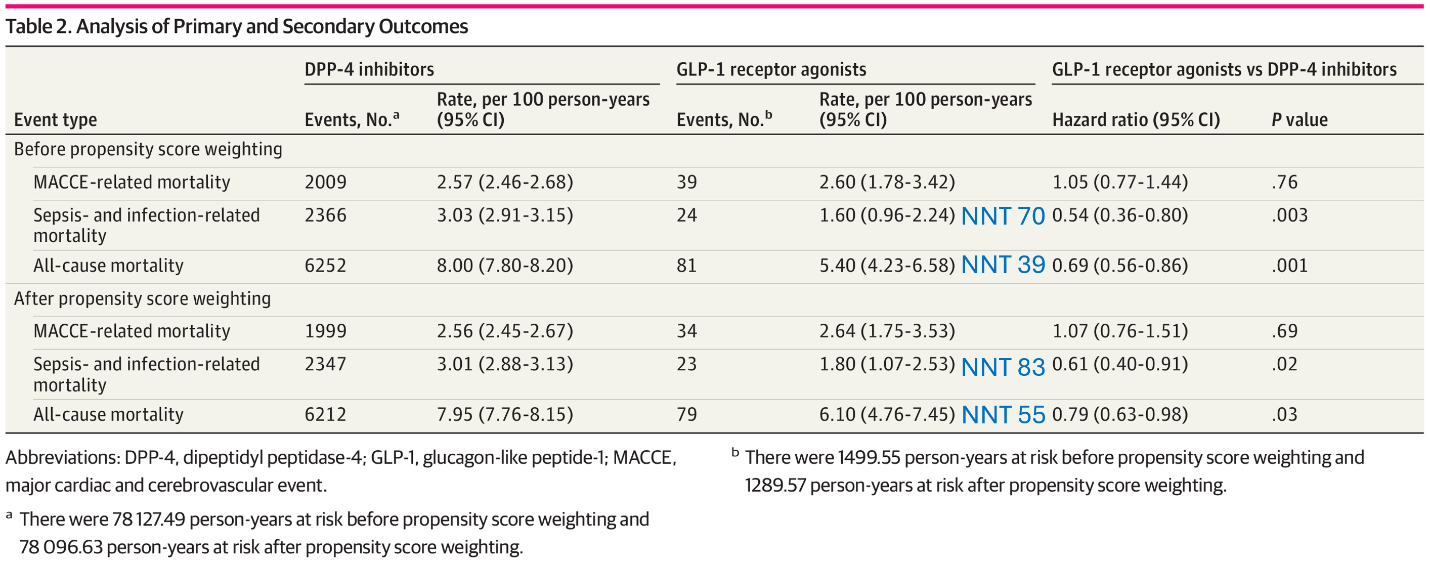 Table 2. Analysis of Primary and Secondary Outcomes
DPP-4 inhibitors GLP-1 receptor agonists GLP-1 receptor agonists vs DPP-4 inhibitors
Event type Events, No.a Rate, per 100 person-years (95% CI) Events, No.b Rate, per 100 person-years (95% CI) Hazard ratio (95% CI) P value
Before propensity score weighting
MACCE-related mortality 2009 2.57 (2.46-2.68) 39 2.60 (1.78-3.42) 1.05 (0.77-1.44) .76
Sepsis- and infection-related 2366 3.03 (2.91-3.15) 24 1.60 (0.96-2.24) NNT 70 0.54 (0.36-0.80) .003
mortality
All-cause mortality 6252 8.00 (7.80-8.20) 81 5.40 (4.23-6.58) NNT 39 0.69 (0.56-0.86) .001
After propensity score weighting
MACCE-related mortality 1999 2.56 (2.45-2.67) 34 2.64 (1.75-3.53) 1.07 (0.76-1.51) .69
Sepsis- and infection-related 2347 3.01 (2.88-3.13) 23 1.80 (1.07-2.53) NNT 83 0.61 (0.40-0.91) .02
mortality
All-cause mortality 6212 7.95 (7.76-8.15) 79 6.10 (4.76-7.45) NNT 55 0.79 (0.63-0.98) .03
Abbreviations: DPP-4, dipeptidyl peptidase-4; GLP-1, glucagon-like peptide-1; MACCE,
major cardiac and cerebrovascular event.
a There were 78 127.49 person-years at risk before propensity score weighting and
78 096.63 person-years at risk after propensity score weighting.
b There were 1499.55 person-years at risk before propensity score weighting and
1289.57 person-years at risk after propensity score weighting.